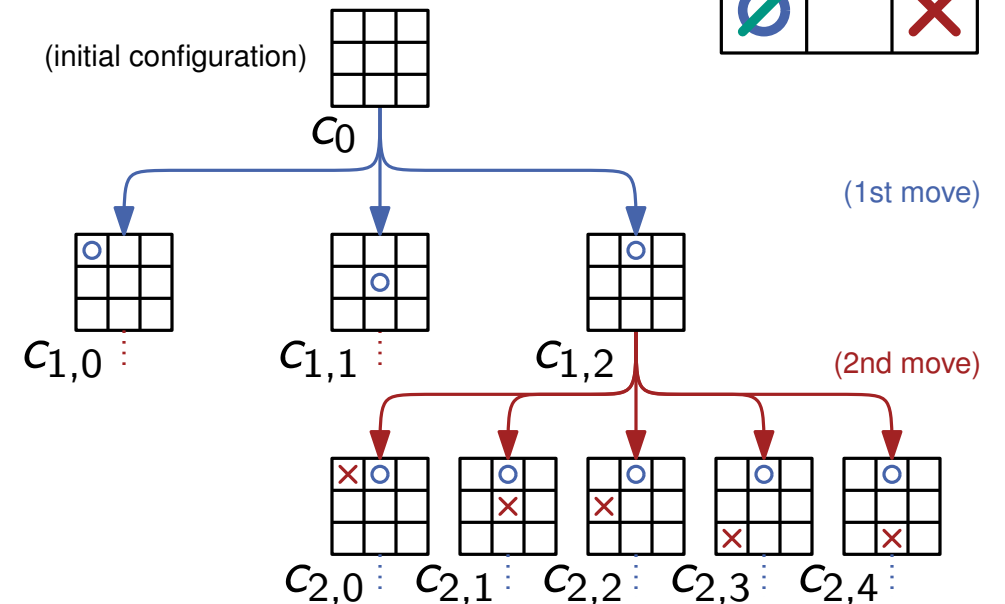 (initial configuration)
c0
(1st move)
c1,0
c1,1
c1,2
(2nd move)
c2,0
c2,1
c2,2
c2,3
c2,4